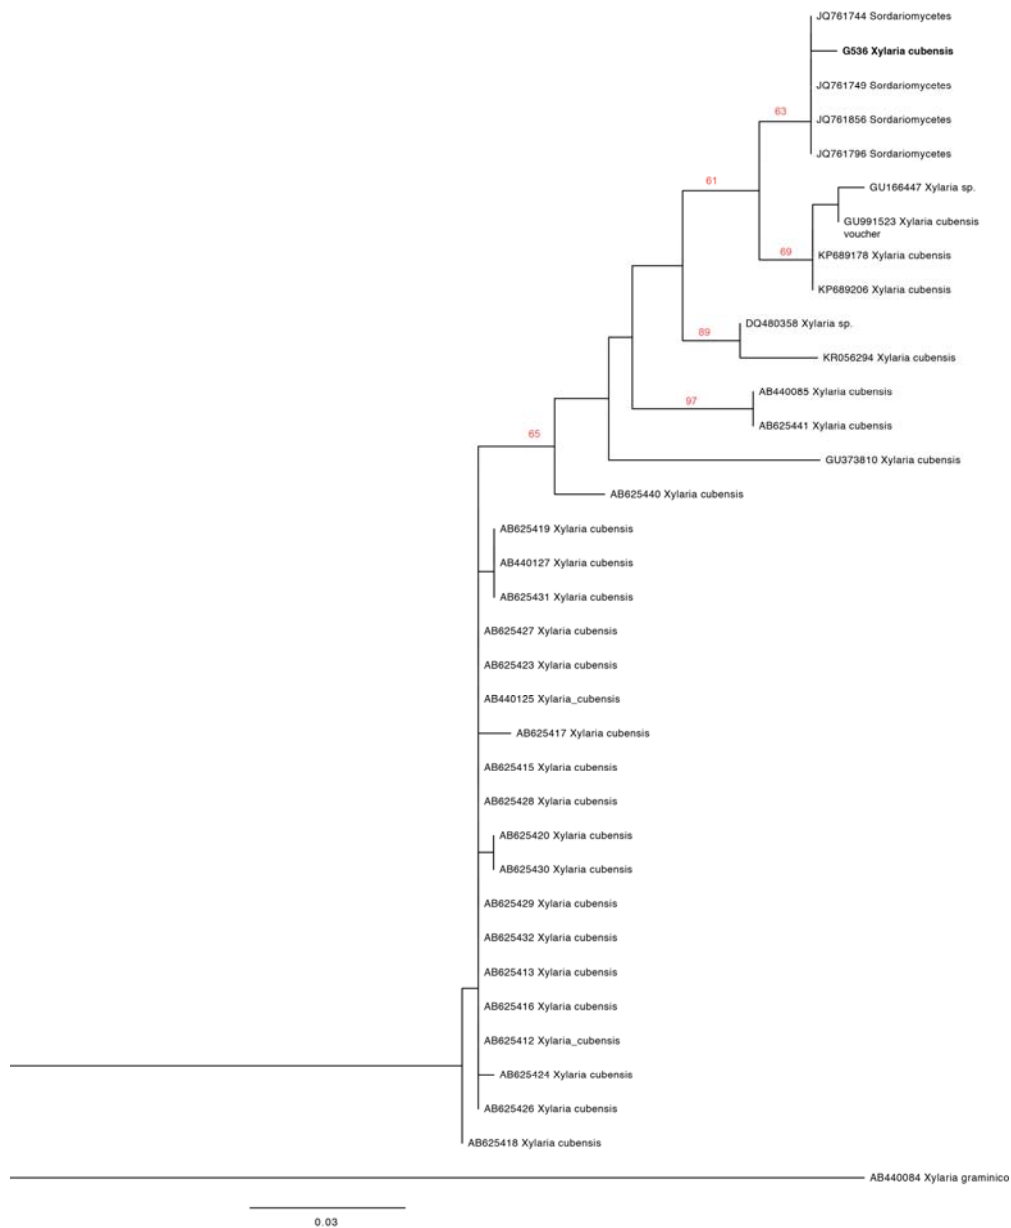 JQ761744 Sordariomycetes
G536 Xylaria cubensis
JQ761749 Sordariomycetes
63
JQ761856 Sordariomycetes
JQ761796 Sordariomycetes
61
GU166447 Xylaria sp.
GU991523 Xylaria cubensis
voucher
69
KP689178 Xylaria cubensis
KP689206 Xylaria cubensis
DQ480358 Xylaria sp.
89
KR056294 Xylaria cubensis
AB440085 Xylaria cubensis
97
AB625441 Xylaria cubensis
65
GU373810 Xylaria cubensis
AB625440 Xylaria cubensis
AB625419 Xylaria cubensis
AB440127 Xylaria cubensis
AB625431 Xylaria cubensis
AB625427 Xylaria cubensis
AB625423 Xylaria cubensis
AB440125 Xylaria_cubensis
AB625417 Xylaria cubensis
AB625415 Xylaria cubensis
AB625428 Xylaria cubensis
AB625420 Xylaria cubensis
AB625430 Xylaria cubensis
AB625429 Xylaria cubensis
AB625432 Xylaria cubensis
AB625413 Xylaria cubensis
AB625416 Xylaria cubensis
AB625412 Xylaria_cubensis
AB625424 Xylaria cubensis
AB625426 Xylaria cubensis
AB625418 Xylaria cubensis
AB440084 Xylaria graminico
0.03